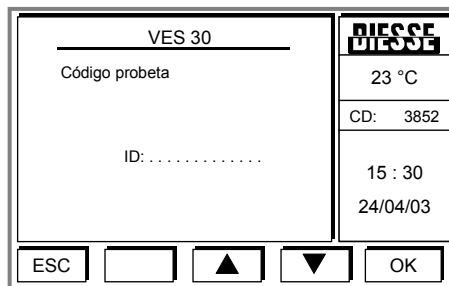 VES 30
Código probeta
ID: . . . . . . . . . . . . .
DIESSE
23 °C
CD: 3852
15 : 30
24/04/03
ESC
▲
▼
OK